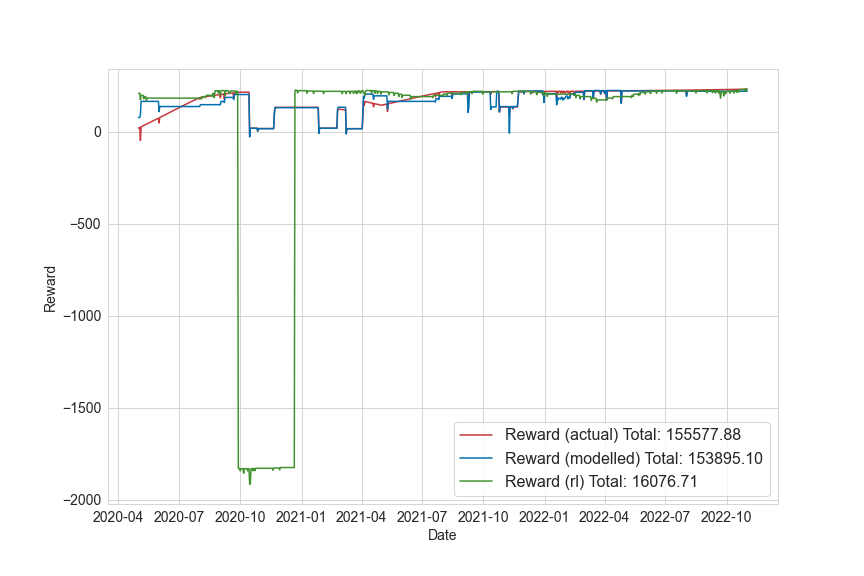 0
−500
−1000
−1500
−2000
Reward
Reward (actual) Total: 155577.88
Reward (modelled) Total: 153895.10
Reward (rl) Total: 16076.71
2020-04 2020-07 2020-10 2021-01 2021-04 2021-07 2021-10 2022-01 2022-04 2022-07 2022-10
Date